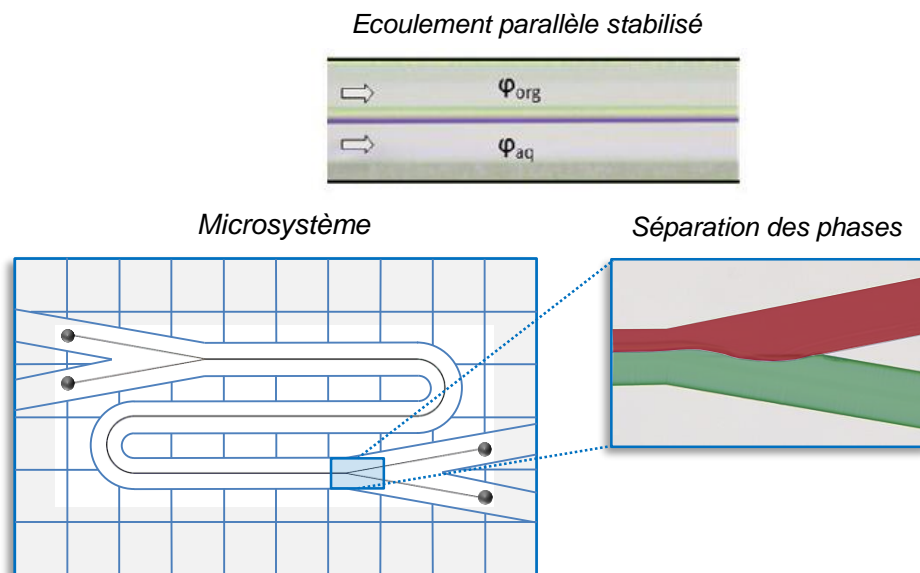 Ecoulement parallèle stabilisé
φorg
φaq
Microsystème
Séparation des phases